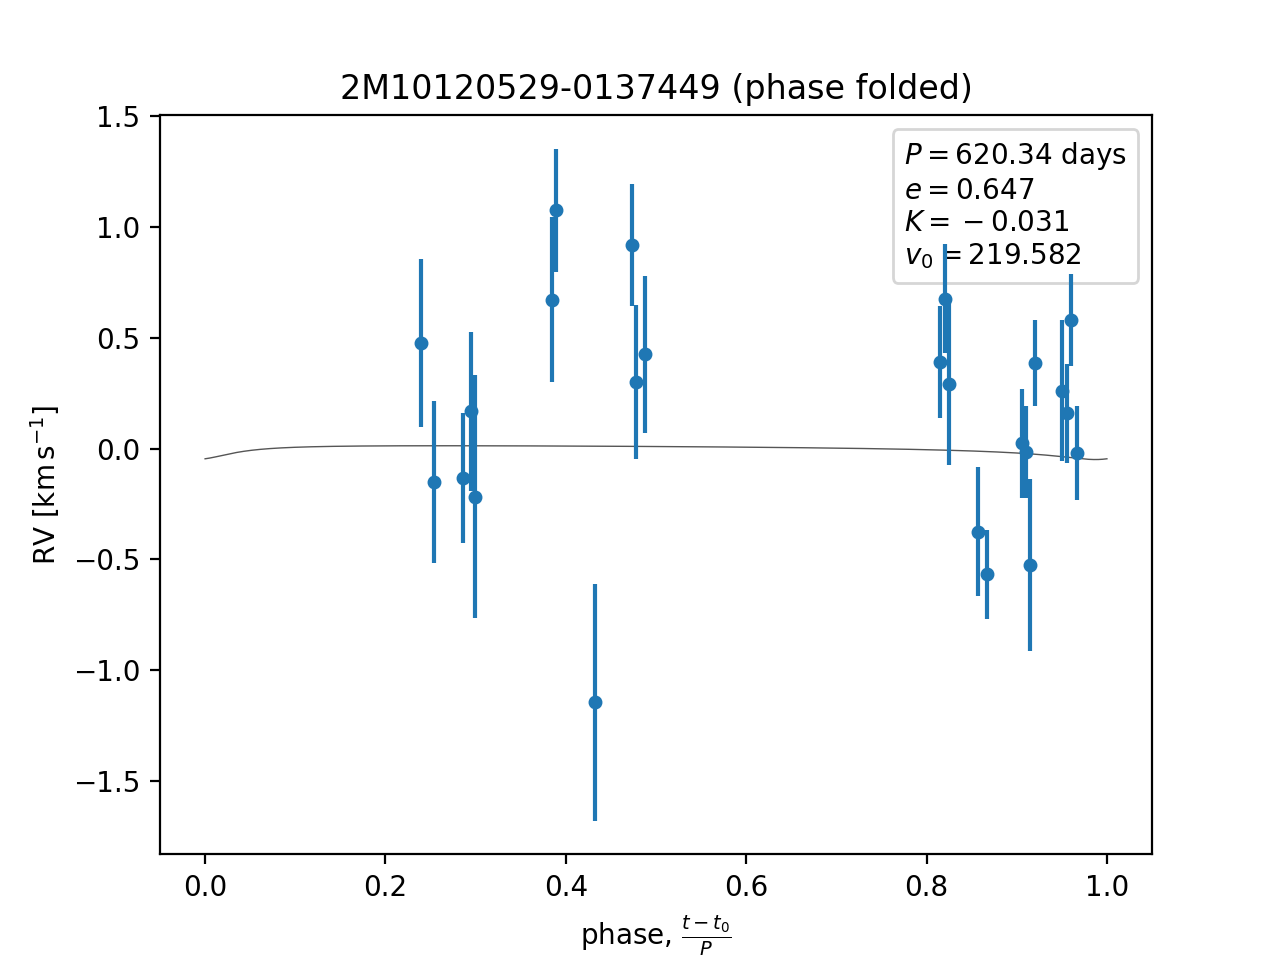 2M10120529-0137449 (phase folded)
P = 620.34 days
e = 0.647
K = −0.031
v₀ = 219.582
1.5
1.0
0.5
0.0
−0.5
−1.0
−1.5
RV [km s⁻¹]
0.0 0.2 0.4 0.6 0.8 1.0
phase, (t − t₀)/P